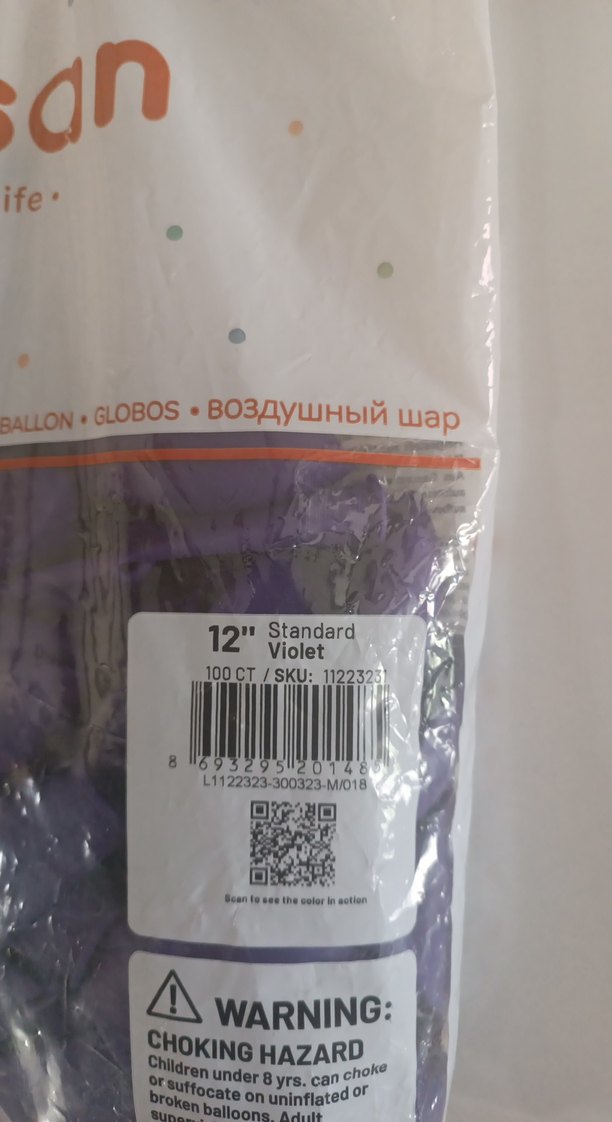 san
ife •
BALLON • GLOBOS • ВОЗДУШНЫЙ шар
12" Standard
Violet
100 CT / SKU: 11223231
8 693295 20148
L1122323-300323-M/018
Scan to see the color in action
WARNING:
CHOKING HAZARD
Children under 8 yrs. can choke
or suffocate on uninflated or
broken balloons. Adult